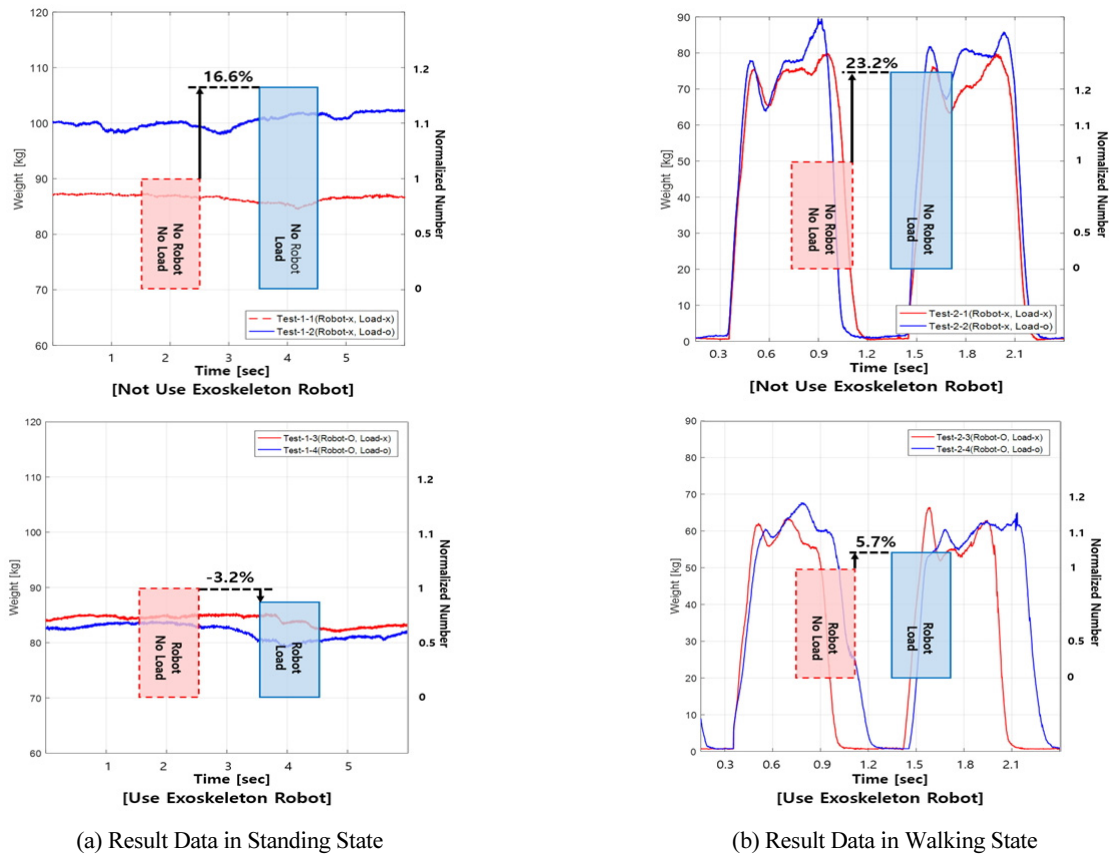 120
110
100
90
80
70
60
Weight [kg]
16.6%
1.2
1.1
1
0.5
0
Normalized Number
No Robot
No Load
No Robot
Load
Test-1-1(Robot-x, Load-x)
Test-1-2(Robot-x, Load-o)
1 2 3 4 5
Time [sec]
[Not Use Exoskeleton Robot]
90
80
70
60
50
40
30
20
10
0
Weight [kg]
23.2%
1.2
1
0.5
0
Normalized Number
No Robot
No Load
No Robot
Load
Test-2-1(Robot-x, Load-x)
Test-2-2(Robot-x, Load-o)
0.3 0.6 0.9 1.2 1.5 1.8 2.1
Time [sec]
[Not Use Exoskeleton Robot]
120
110
100
90
80
70
60
Weight [kg]
Test-1-3(Robot-O, Load-x)
Test-1-4(Robot-O, Load-o)
-3.2%
1.2
1.1
1
0.5
0
Normalized Number
Robot
No Load
Robot
Load
1 2 3 4 5
Time [sec]
[Use Exoskeleton Robot]
90
80
70
60
50
40
30
20
10
0
Weight [kg]
Test-2-3(Robot-O, Load-x)
Test-2-4(Robot-O, Load-o)
5.7%
1.2
1.1
1
0.5
0
Normalized Number
Robot
No Load
Robot
Load
0.3 0.6 0.9 1.2 1.5 1.8 2.1
Time [sec]
[Use Exoskeleton Robot]
(a) Result Data in Standing State
(b) Result Data in Walking State